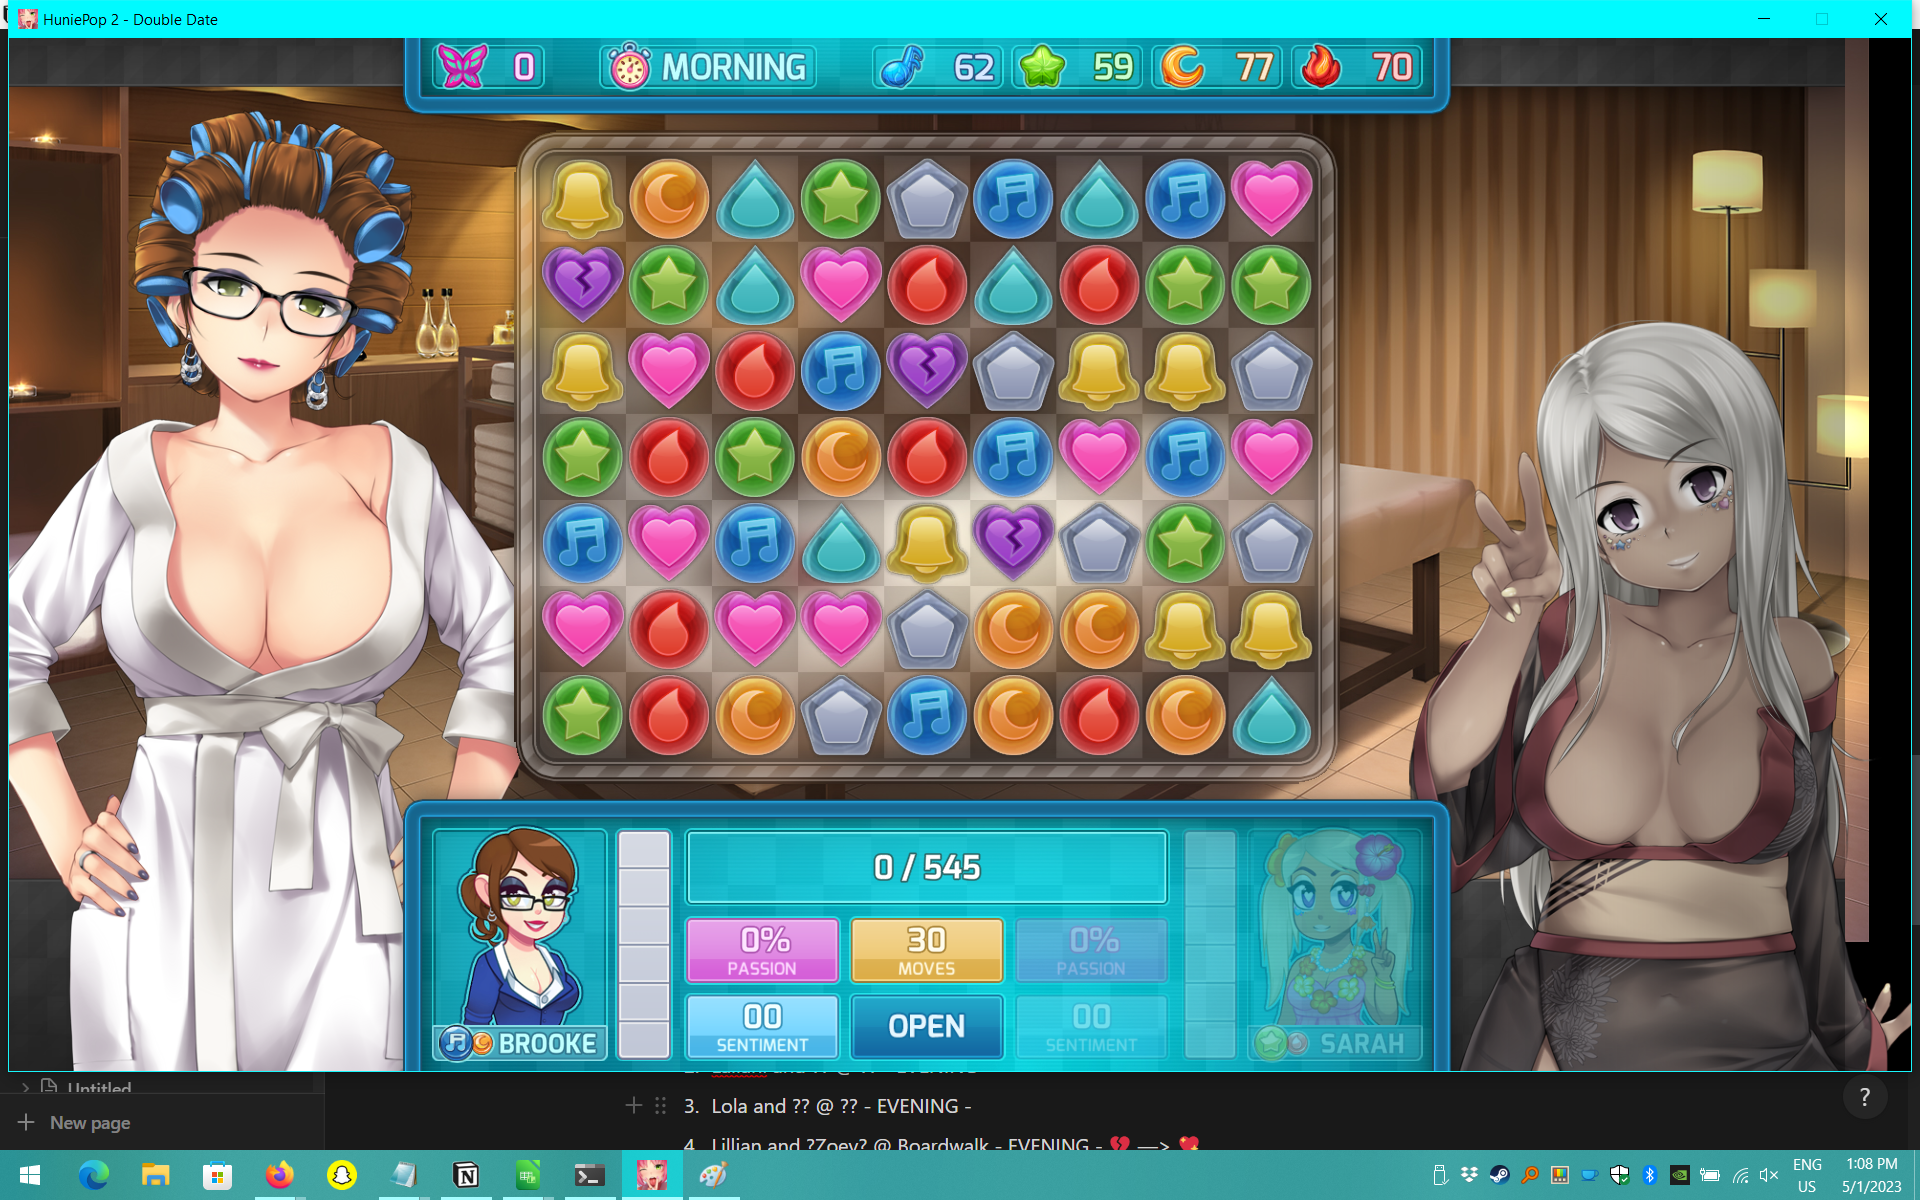 HuniePop 2 - Double Date
0
MORNING
62
59
77
70
0 / 545
0%
PASSION
30
MOVES
0%
PASSION
00
SENTIMENT
OPEN
00
SENTIMENT
BROOKE
SARAH
Untitled
3. Lola and ?? @ ?? - EVENING -
New page
?
4. Lillian and ?Zoey? @ Boardwalk - EVENING - 💔 —> 💖
ENG
US
1:08 PM
5/1/2023